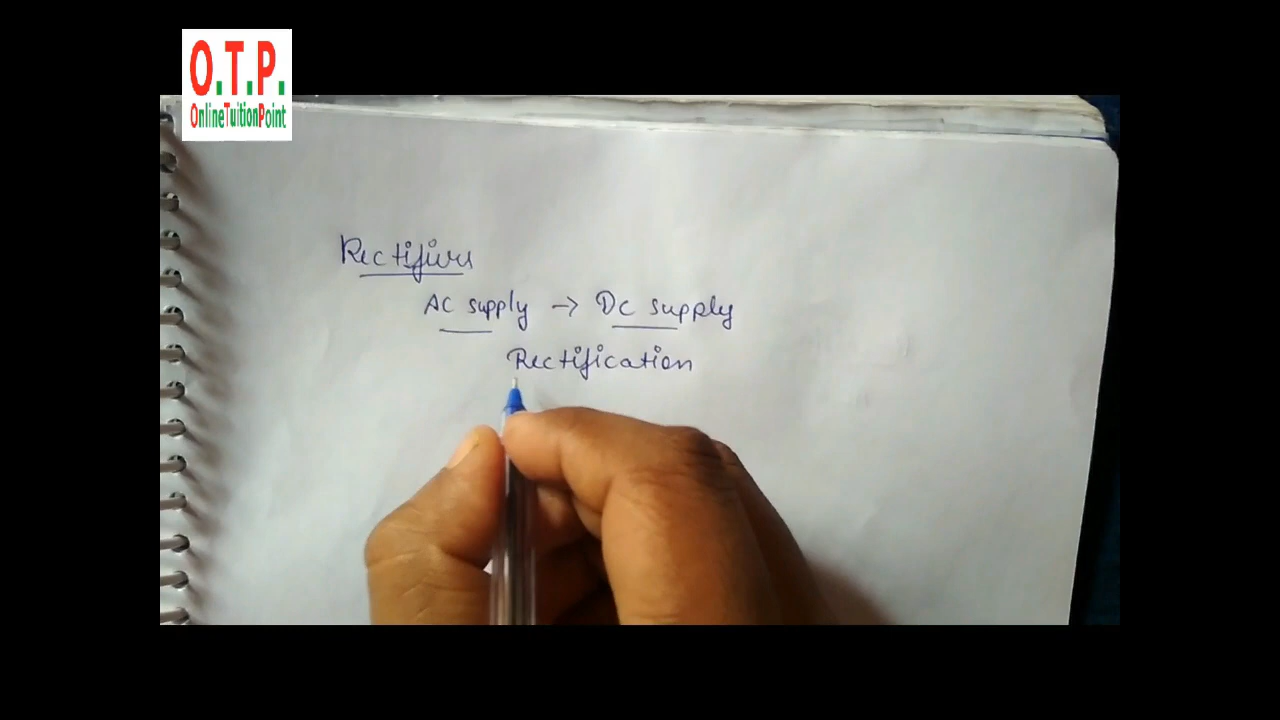 O.T.P.
OnlineTuitionPoint
Rectifiers
AC supply → DC supply
Rectification